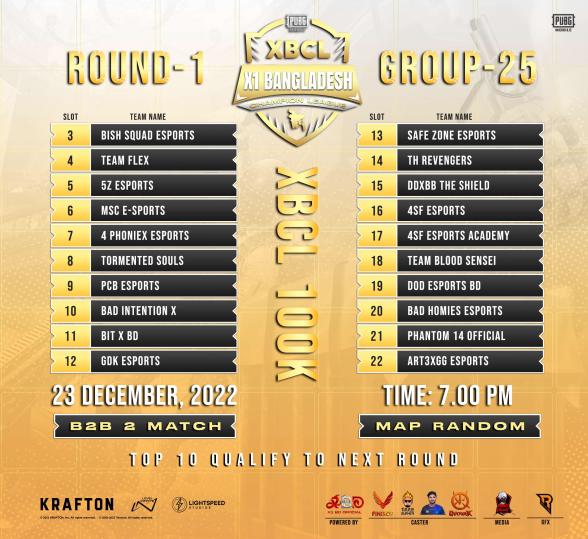 PUBG
MOBILE
PUBG
ROUND-1
XBCL
X1 BANGLADESH
CHAMPION LEAGUE
GROUP-25
SLOT TEAM NAME
3 BISH SQUAD ESPORTS
4 TEAM FLEX
5 5Z ESPORTS
6 MSC E-SPORTS
7 4 PHONIEX ESPORTS
8 TORMENTED SOULS
9 PCB ESPORTS
10 BAD INTENTION X
11 BIT X BD
12 GDK ESPORTS
XBCL 100K
SLOT TEAM NAME
13 SAFE ZONE ESPORTS
14 TH REVENGERS
15 DDXBB THE SHIELD
16 4SF ESPORTS
17 4SF ESPORTS ACADEMY
18 TEAM BLOOD SENSEI
19 DOD ESPORTS BD
20 BAD HOMIES ESPORTS
21 PHANTOM 14 OFFICIAL
22 ART3XGG ESPORTS
23 DECEMBER, 2022
TIME: 7.00 PM
B2B 2 MATCH
MAP RANDOM
TOP 10 QUALIFY TO NEXT ROUND
KRAFTON
LIGHTSPEED
STUDIOS
POWERED BY
CASTER
MEDIA
GFX